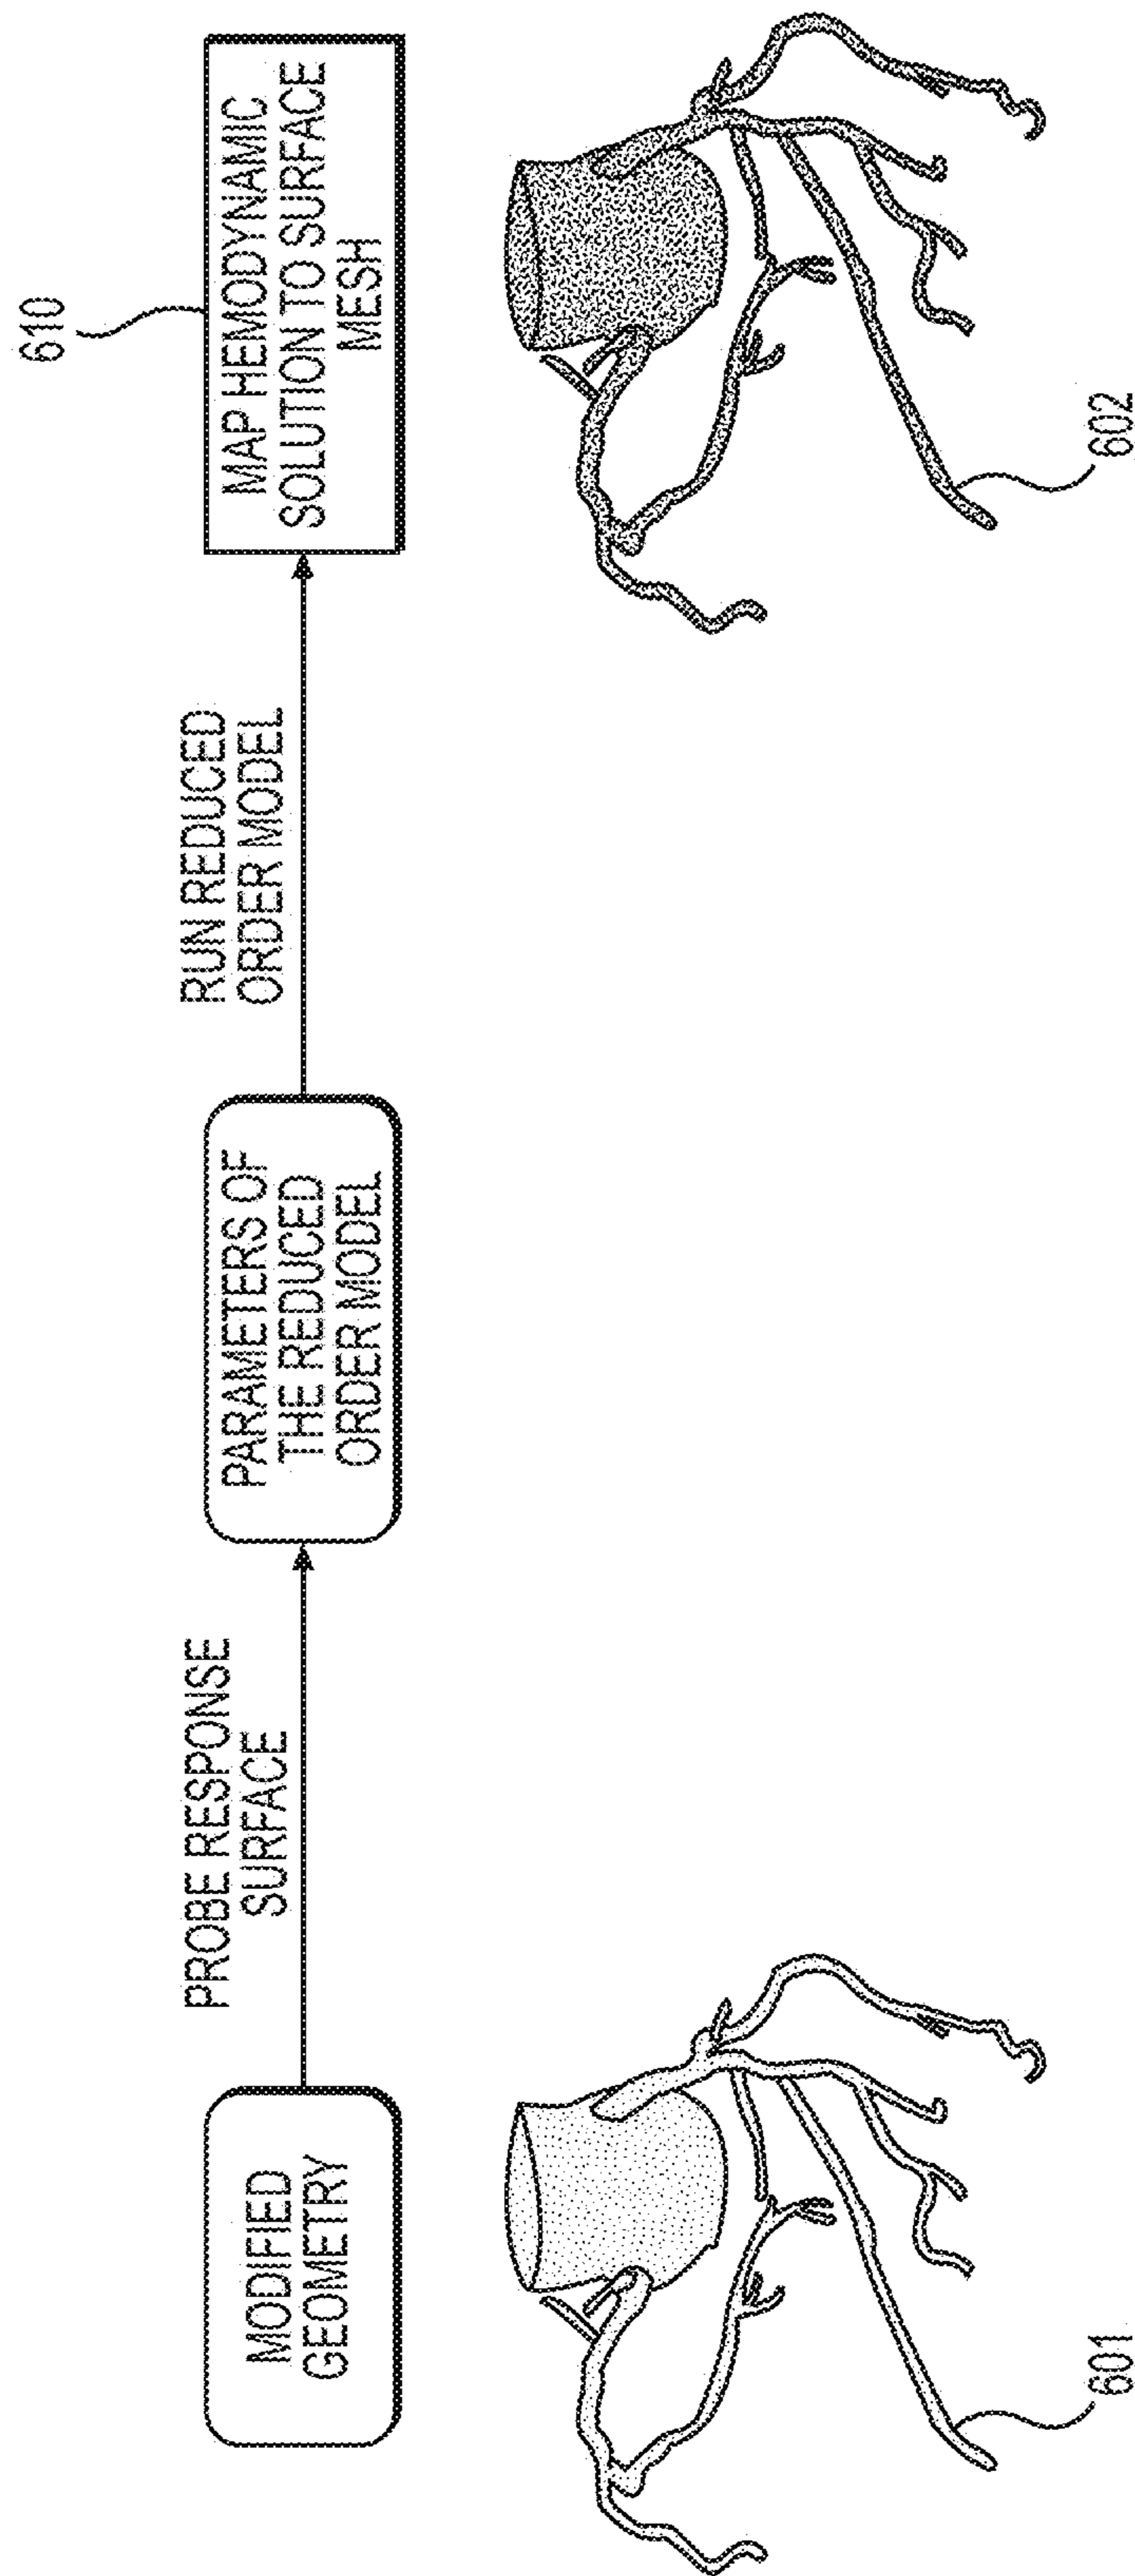 MODIFIED
GEOMETRY
PROBE RESPONSE
SURFACE
PARAMETERS OF
THE REDUCED
ORDER MODEL
RUN REDUCED
ORDER MODEL
610
MAP HEMODYNAMIC
SOLUTION TO SURFACE
MESH
601
602